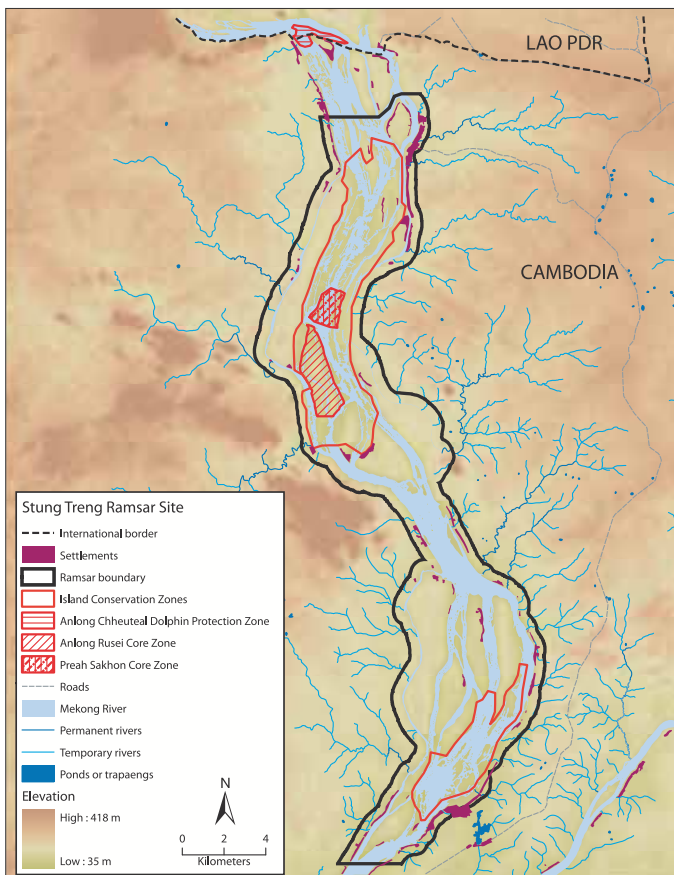 LAO PDR
CAMBODIA
Stung Treng Ramsar Site
International border
Settlements
Ramsar boundary
Island Conservation Zones
Anlong Chheuteal Dolphin Protection Zone
Anlong Rusei Core Zone
Preah Sakhon Core Zone
Roads
Mekong River
Permanent rivers
Temporary rivers
Ponds or trapaengs
Elevation
High : 418 m
Low : 35 m
N
0 2 4
Kilometers